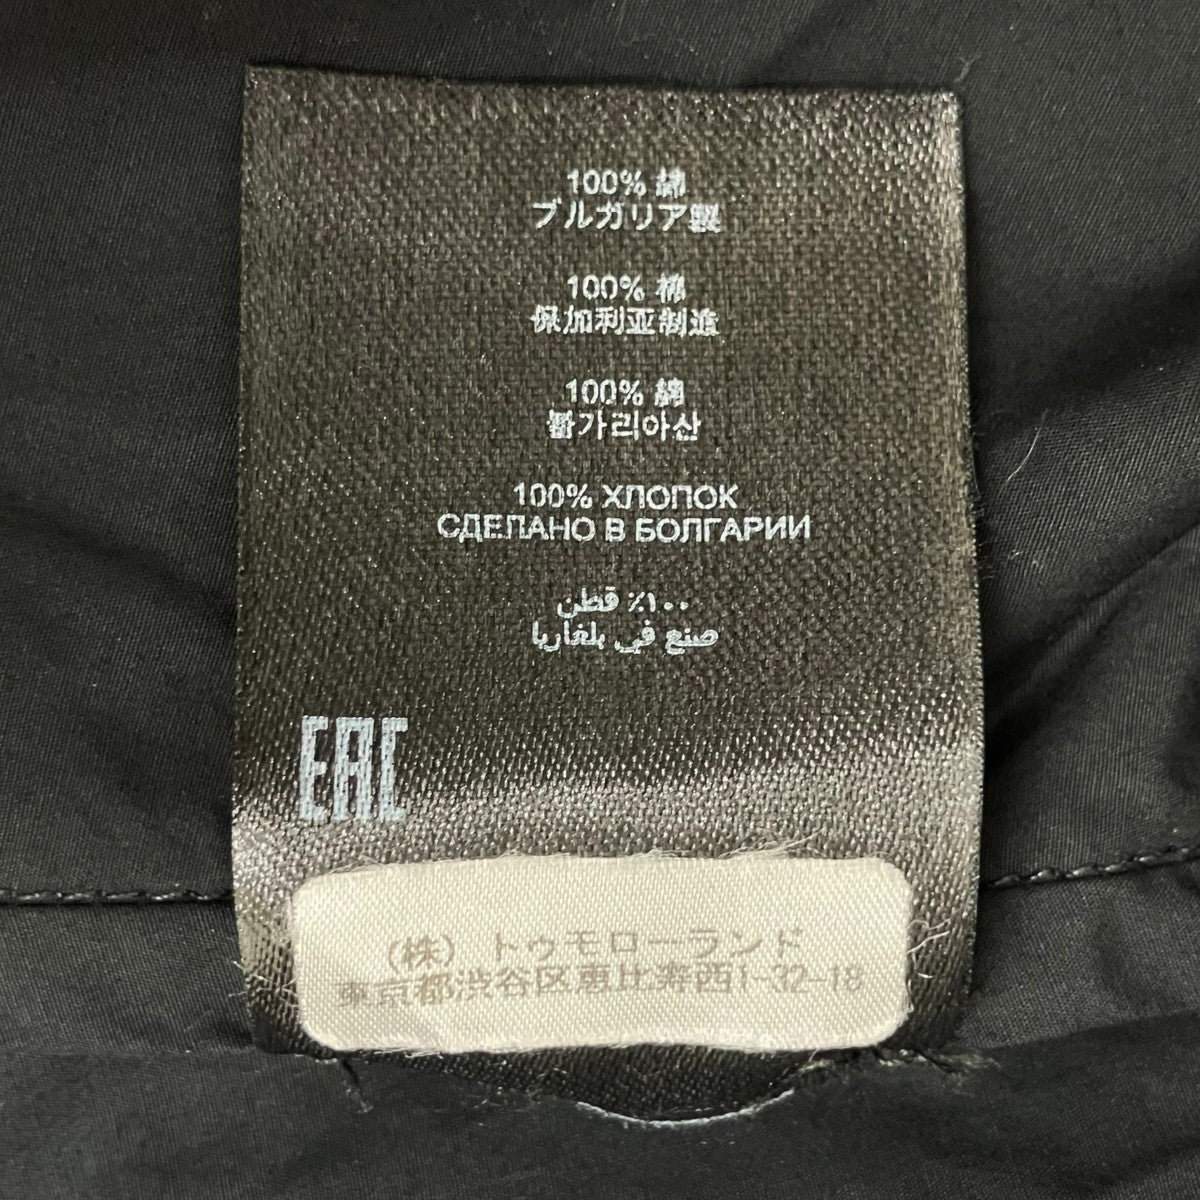 100% 綿
ブルガリア製
100% 棉
保加利亚制造
100% 綿
불가리아산
100% ХЛОПОК
СДЕЛАНО В БОЛГАРИИ
١٠٠٪ قطن
صنع في بلغاريا
EAC
(株) トゥモローランド
東京都渋谷区恵比寿西1-32-18